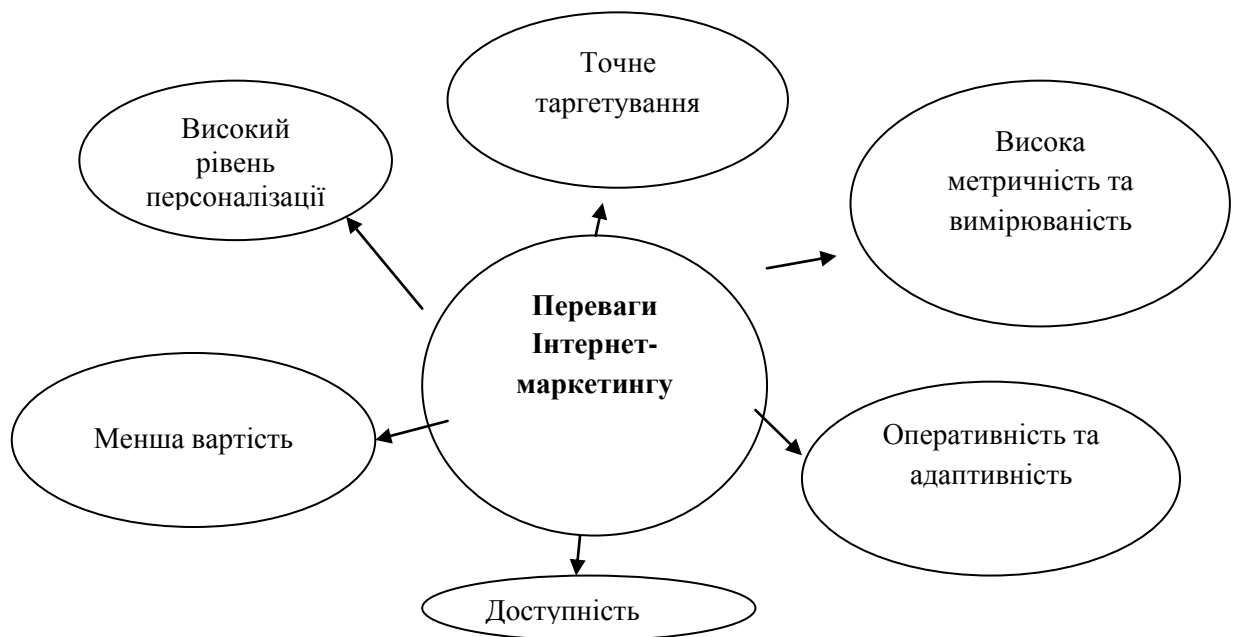 Точне
таргетування
Високий
рівень
персоналізації
Висока
метричність та
вимірюваність
Переваги
Інтернет-
маркетингу
Менша вартість
Оперативність та
адаптивність
Доступність